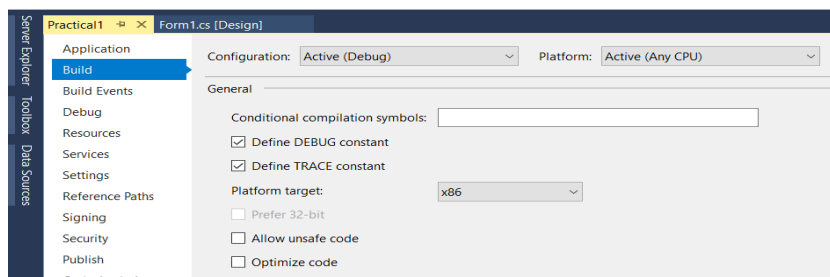 Server Explorer
Toolbox
Data Sources
Practical1
Form1.cs [Design]
Application
Build
Build Events
Debug
Resources
Services
Settings
Reference Paths
Signing
Security
Publish
Configuration: Active (Debug) Platform: Active (Any CPU)
General
Conditional compilation symbols:
Define DEBUG constant
Define TRACE constant
Platform target: x86
Prefer 32-bit
Allow unsafe code
Optimize code